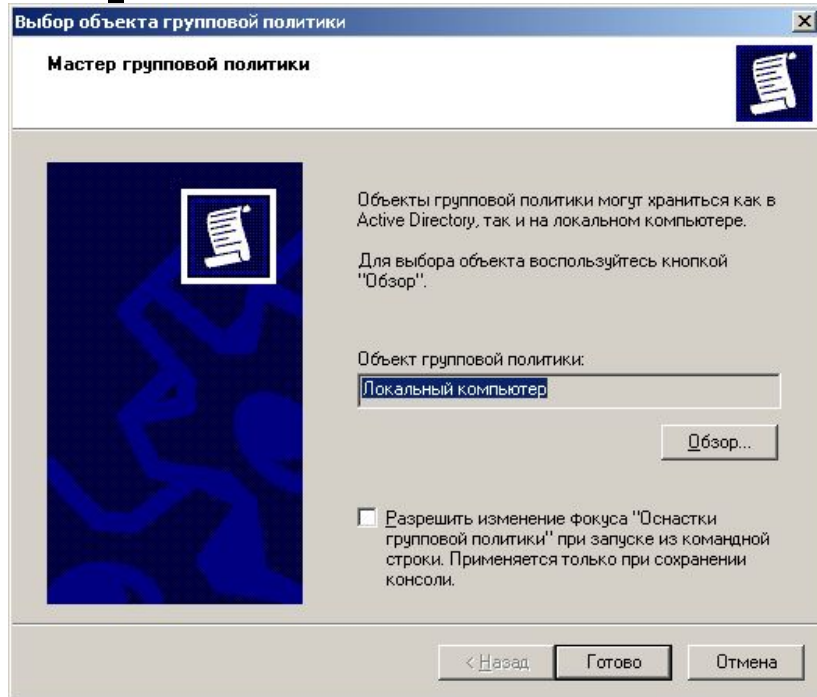 Выбор объекта групповой политики
Мастер групповой политики
Объекты групповой политики могут храниться как в
Active Directory, так и на локальном компьютере.
Для выбора объекта воспользуйтесь кнопкой
"Обзор".
Объект групповой политики:
Локальный компьютер
Обзор...
Разрешить изменение фокуса "Оснастки
групповой политики" при запуске из командной
строки. Применяется только при сохранении
консоли.
< Назад
Готово
Отмена